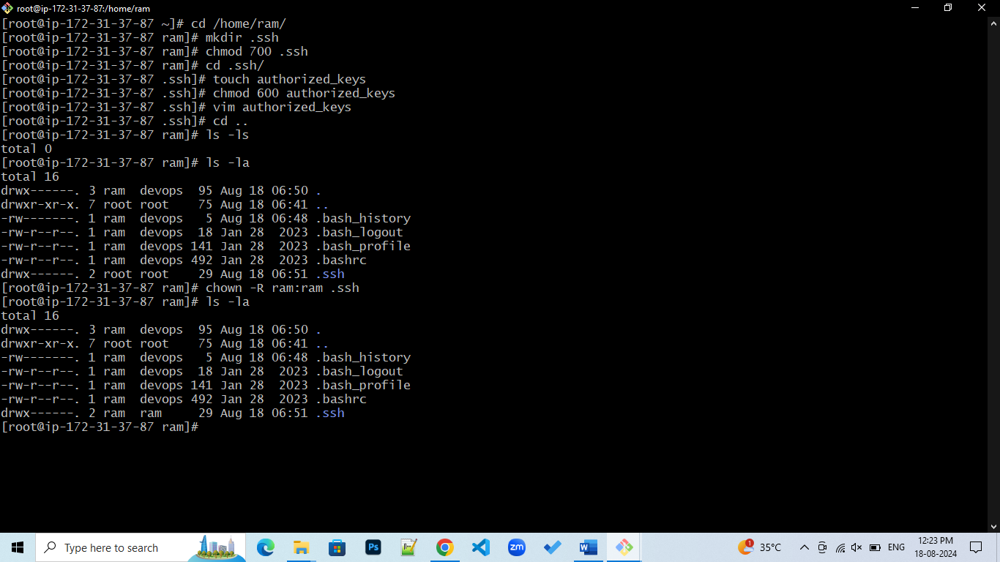 root@ip-172-31-37-87:/home/ram
[root@ip-172-31-37-87 ~]# cd /home/ram/
[root@ip-172-31-37-87 ram]# mkdir .ssh
[root@ip-172-31-37-87 ram]# chmod 700 .ssh
[root@ip-172-31-37-87 ram]# cd .ssh/
[root@ip-172-31-37-87 .ssh]# touch authorized_keys
[root@ip-172-31-37-87 .ssh]# chmod 600 authorized_keys
[root@ip-172-31-37-87 .ssh]# vim authorized_keys
[root@ip-172-31-37-87 .ssh]# cd ..
[root@ip-172-31-37-87 ram]# ls -ls
total 0
[root@ip-172-31-37-87 ram]# ls -la
total 16
drwx------. 3 ram  devops  95 Aug 18 06:50 .
drwxr-xr-x. 7 root root    75 Aug 18 06:41 ..
-rw-------. 1 ram  devops   5 Aug 18 06:48 .bash_history
-rw-r--r--. 1 ram  devops  18 Jan 28  2023 .bash_logout
-rw-r--r--. 1 ram  devops 141 Jan 28  2023 .bash_profile
-rw-r--r--. 1 ram  devops 492 Jan 28  2023 .bashrc
drwx------. 2 root root    29 Aug 18 06:51 .ssh
[root@ip-172-31-37-87 ram]# chown -R ram:ram .ssh
[root@ip-172-31-37-87 ram]# ls -la
total 16
drwx------. 3 ram  devops  95 Aug 18 06:50 .
drwxr-xr-x. 7 root root    75 Aug 18 06:41 ..
-rw-------. 1 ram  devops   5 Aug 18 06:48 .bash_history
-rw-r--r--. 1 ram  devops  18 Jan 28  2023 .bash_logout
-rw-r--r--. 1 ram  devops 141 Jan 28  2023 .bash_profile
-rw-r--r--. 1 ram  devops 492 Jan 28  2023 .bashrc
drwx------. 2 ram  ram     29 Aug 18 06:51 .ssh
[root@ip-172-31-37-87 ram]#
Type here to search
Ps
zm
W
1
35°C
ENG
12:23 PM
18-08-2024